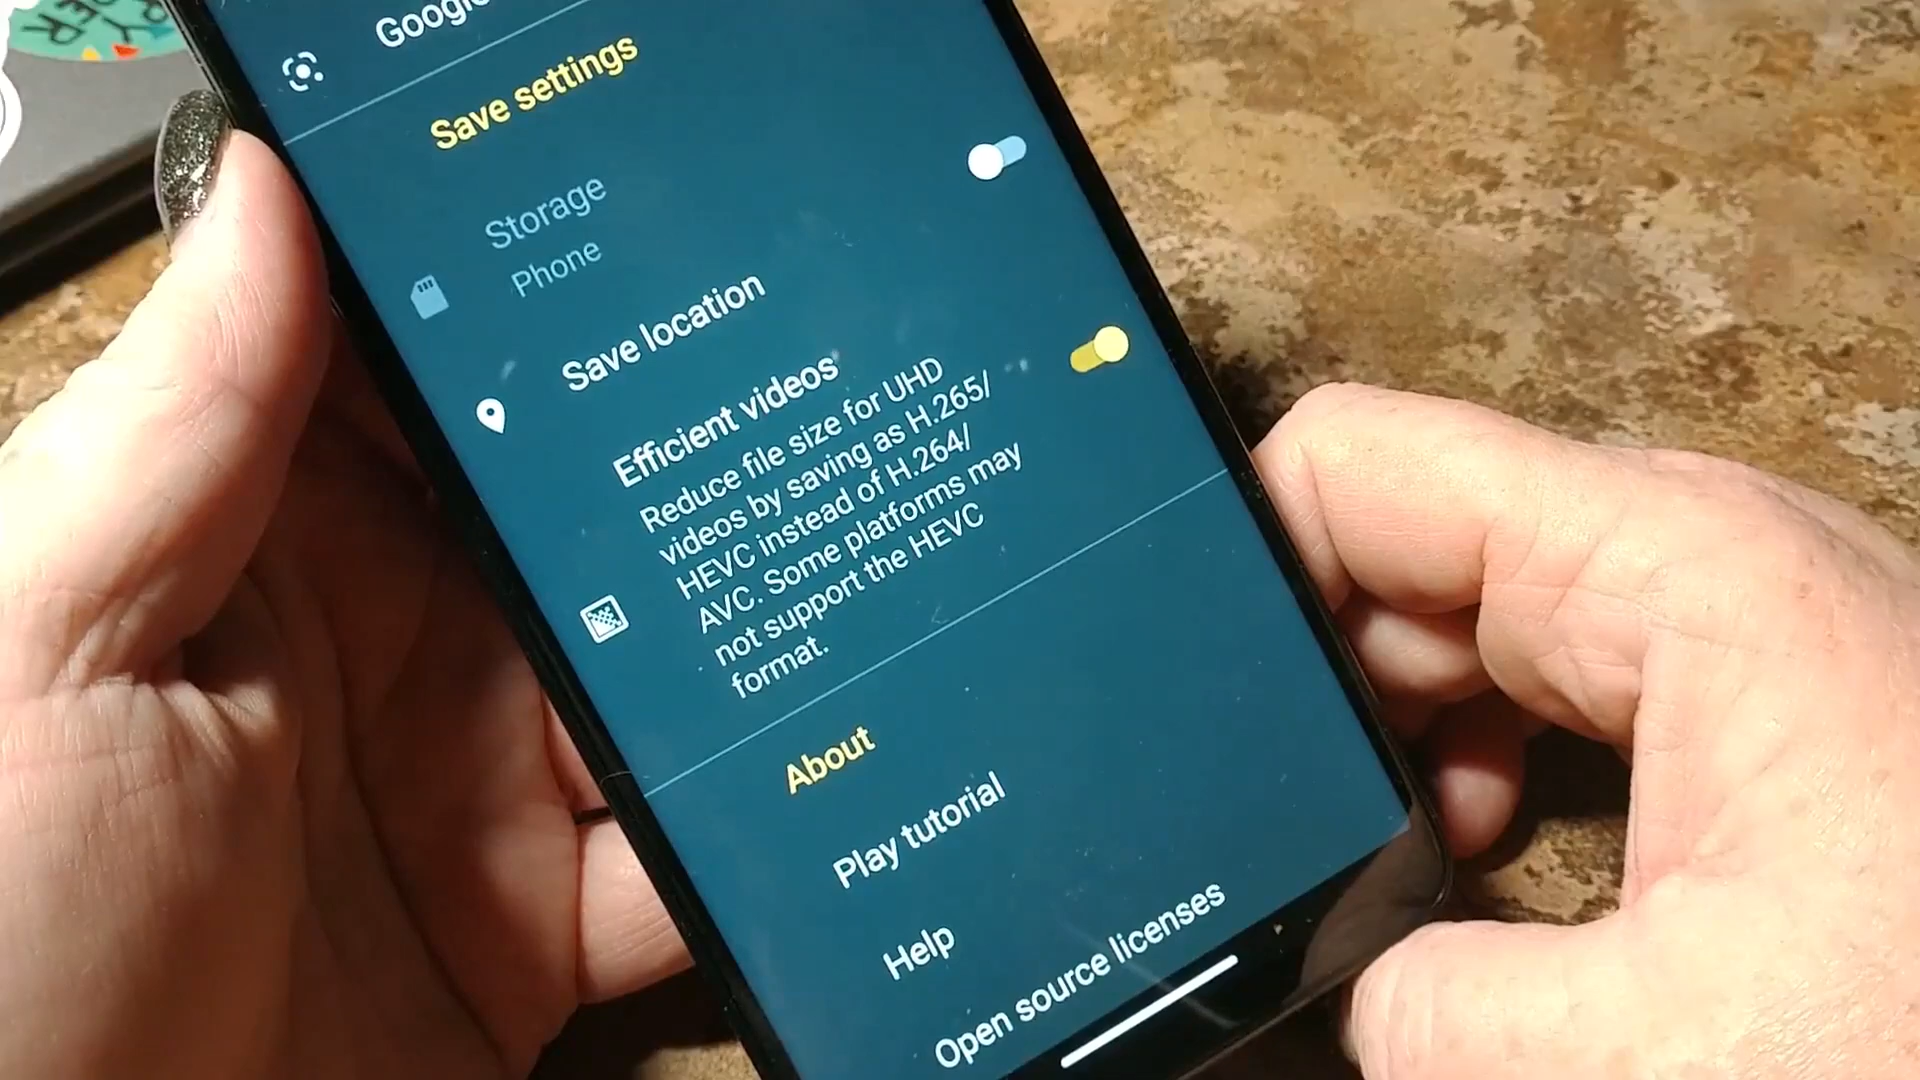 Google
Save settings
Storage
Phone
Save location
Efficient videos
Reduce file size for UHD
videos by saving as H.265/
HEVC instead of H.264/
AVC. Some platforms may
not support the HEVC
format.
About
Play tutorial
Help
Open source licenses